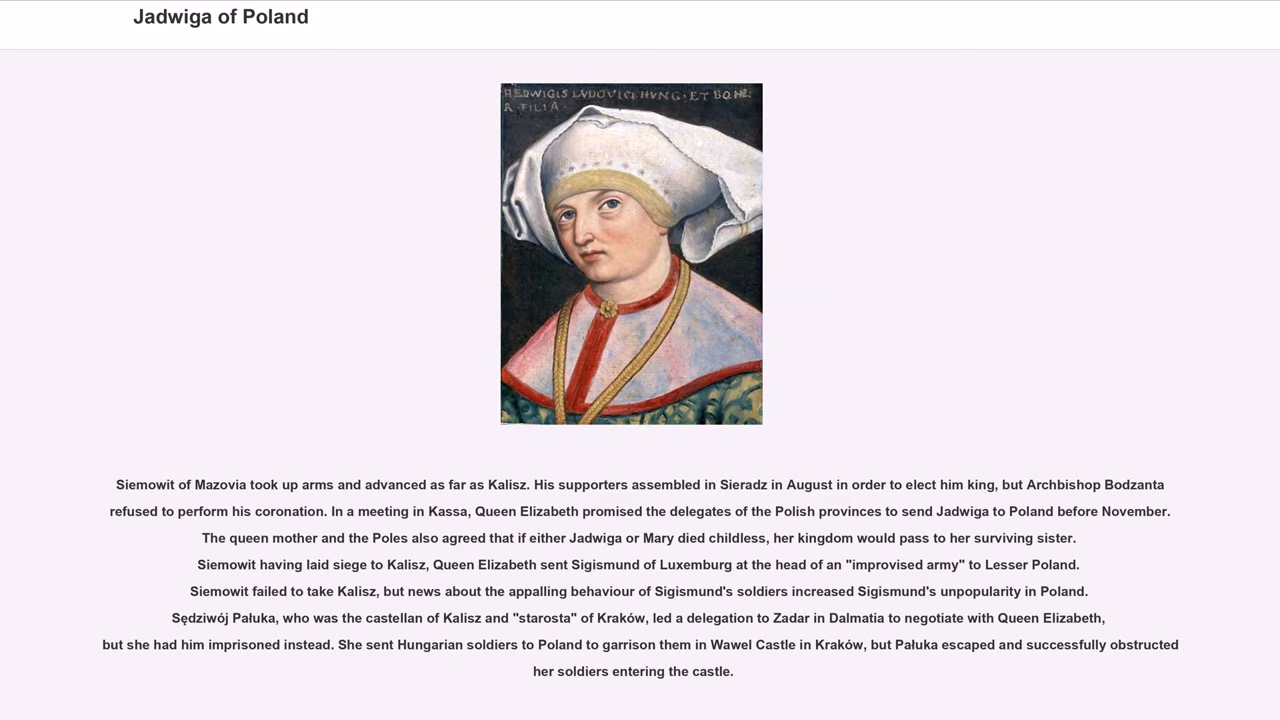 Jadwiga of Poland
HEDWIGIS LVDOVICI HVNG: ET BOHE:
R. FILIA.
Siemowit of Mazovia took up arms and advanced as far as Kalisz. His supporters assembled in Sieradz in August in order to elect him king, but Archbishop Bodzanta
refused to perform his coronation. In a meeting in Kassa, Queen Elizabeth promised the delegates of the Polish provinces to send Jadwiga to Poland before November.
The queen mother and the Poles also agreed that if either Jadwiga or Mary died childless, her kingdom would pass to her surviving sister.
Siemowit having laid siege to Kalisz, Queen Elizabeth sent Sigismund of Luxemburg at the head of an "improvised army" to Lesser Poland.
Siemowit failed to take Kalisz, but news about the appalling behaviour of Sigismund's soldiers increased Sigismund's unpopularity in Poland.
Sędziwój Pałuka, who was the castellan of Kalisz and "starosta" of Kraków, led a delegation to Zadar in Dalmatia to negotiate with Queen Elizabeth,
but she had him imprisoned instead. She sent Hungarian soldiers to Poland to garrison them in Wawel Castle in Kraków, but Pałuka escaped and successfully obstructed
her soldiers entering the castle.